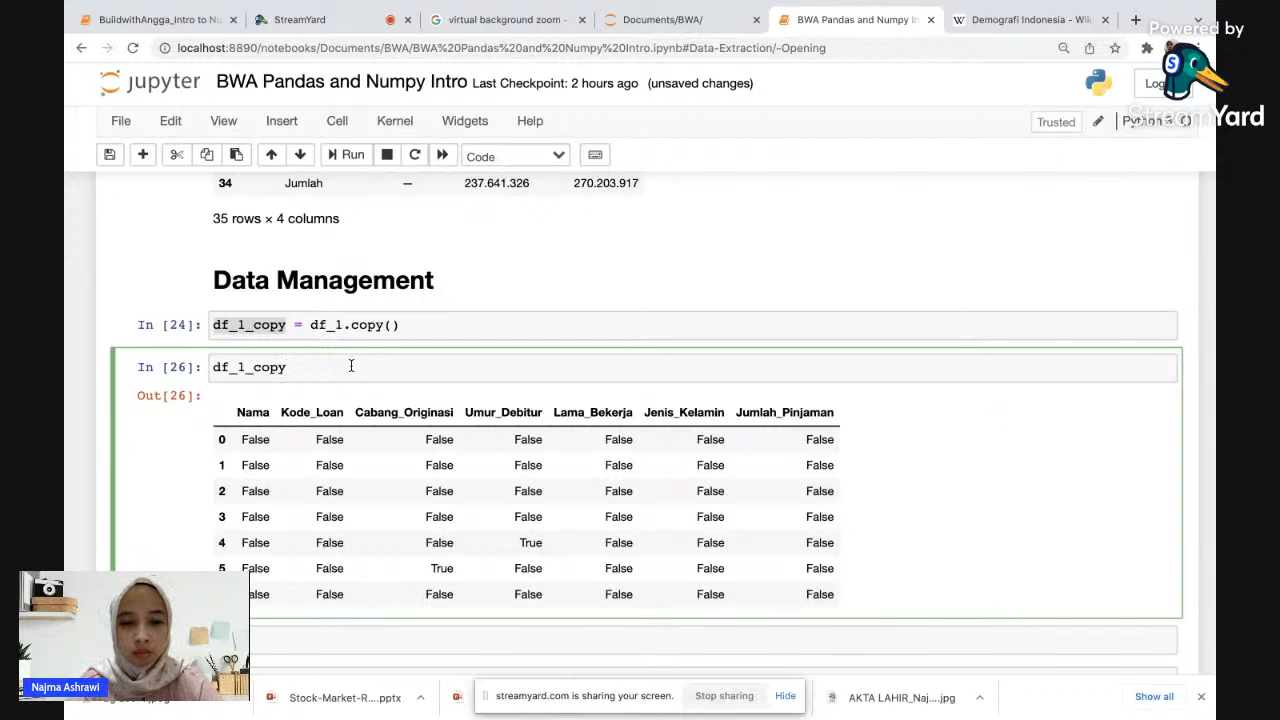 BuildwithAngga_Intro to Nu
StreamYard
virtual background zoom -
Documents/BWA/
BWA Pandas and Numpy In
Demografi Indonesia - Wik
localhost:8890/notebooks/Documents/BWA/BWA%20Pandas%20and%20Numpy%20Intro.ipynb#Data-Extraction/-Opening
Powered by
StreamYard
jupyter BWA Pandas and Numpy Intro Last Checkpoint: 2 hours ago (unsaved changes)
File Edit View Insert Cell Kernel Widgets Help
Trusted
Run
Code
34 Jumlah — 237.641.326 270.203.917
35 rows × 4 columns
Data Management
In [24]: df_1_copy = df_1.copy()
In [26]: df_1_copy
Out[26]:
Nama Kode_Loan Cabang_Originasi Umur_Debitur Lama_Bekerja Jenis_Kelamin Jumlah_Pinjaman
0 False False False False False False False
1 False False False False False False False
2 False False False False False False False
3 False False False False False False False
4 False False False True False False False
5 False False True False False False False
False False False False False False
Najma Ashrawi
Stock-Market-R....pptx
streamyard.com is sharing your screen. Stop sharing Hide
AKTA LAHIR_Naj....jpg
Show all